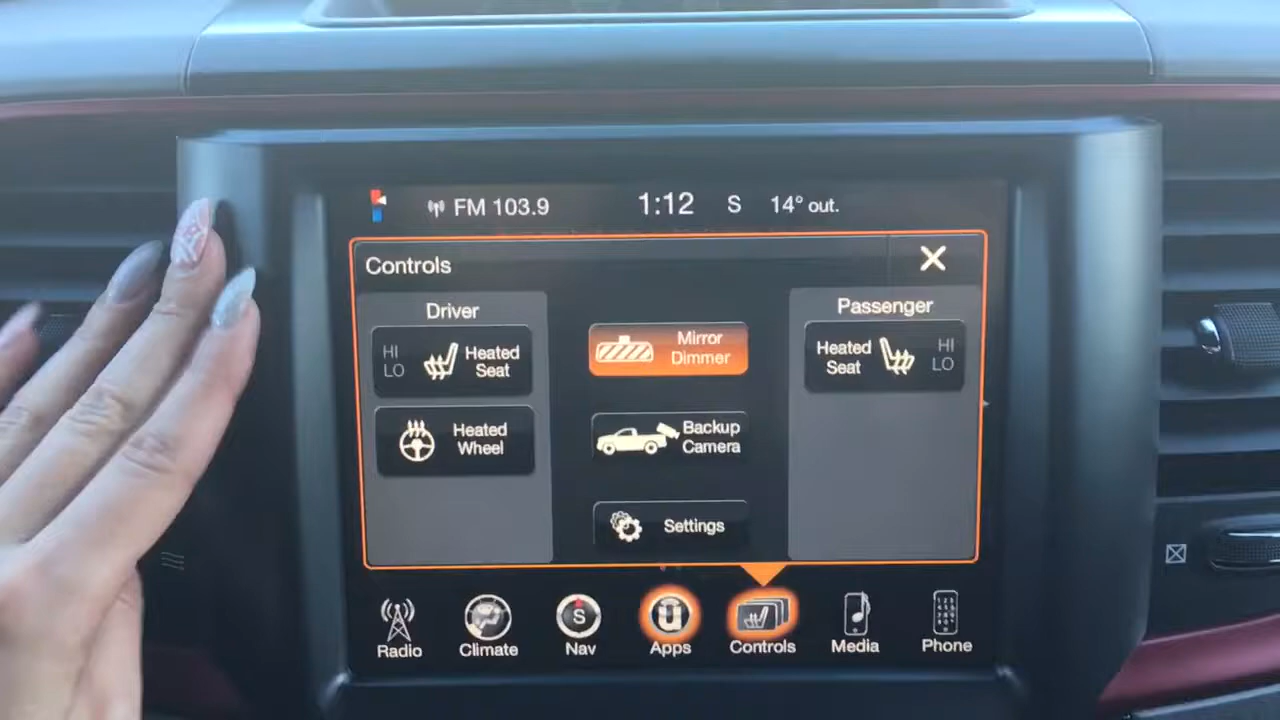 FM 103.9
1:12
S
14° out.
Controls
Driver
HI
LO
Heated
Seat
Heated
Wheel
Mirror
Dimmer
Backup
Camera
Settings
Passenger
Heated
Seat
HI
LO
S
Radio
Climate
Nav
Apps
Controls
Media
Phone